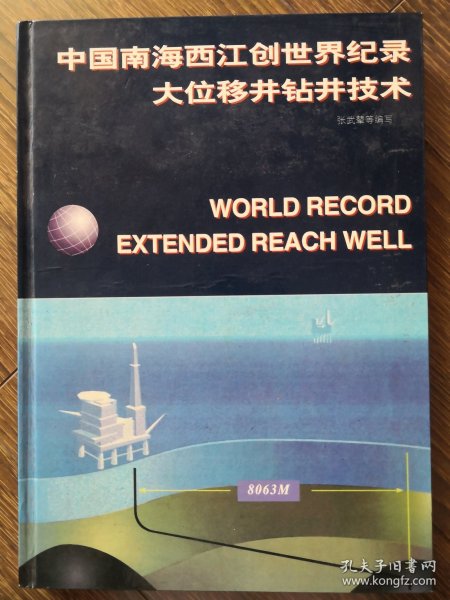 中国南海西江创世界纪录
大位移井钻井技术
张武辇等编写
WORLD RECORD
EXTENDED REACH WELL
8063M
孔夫子旧书网
www.kongfz.com